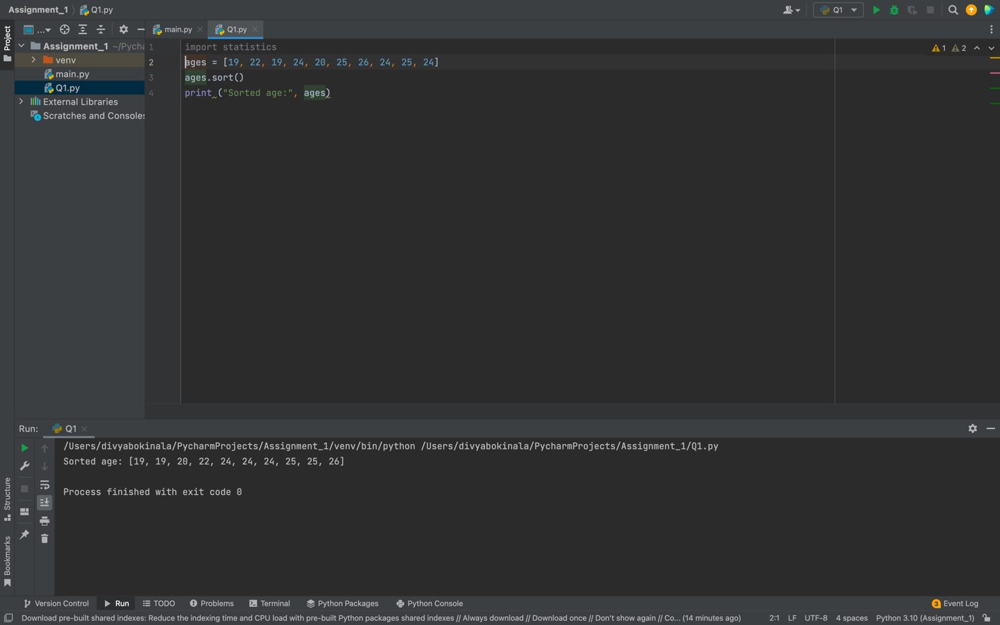 Assignment_1 Q1.py
Q1
Project
...
main.py Q1.py
Assignment_1 ~/Pycha
venv
main.py
Q1.py
External Libraries
Scratches and Consoles
1 import statistics
2 ages = [19, 22, 19, 24, 20, 25, 26, 24, 25, 24]
3 ages.sort()
4 print ("Sorted age:", ages)
1 2
Run: Q1
/Users/divyabokinala/PycharmProjects/Assignment_1/venv/bin/python /Users/divyabokinala/PycharmProjects/Assignment_1/Q1.py
Sorted age: [19, 19, 20, 22, 24, 24, 24, 25, 25, 26]
Process finished with exit code 0
Structure
Bookmarks
Version Control Run TODO Problems Terminal Python Packages Python Console 3 Event Log
Download pre-built shared indexes: Reduce the indexing time and CPU load with pre-built Python packages shared indexes // Always download // Download once // Don't show again // Co... (14 minutes ago) 2:1 LF UTF-8 4 spaces Python 3.10 (Assignment_1)